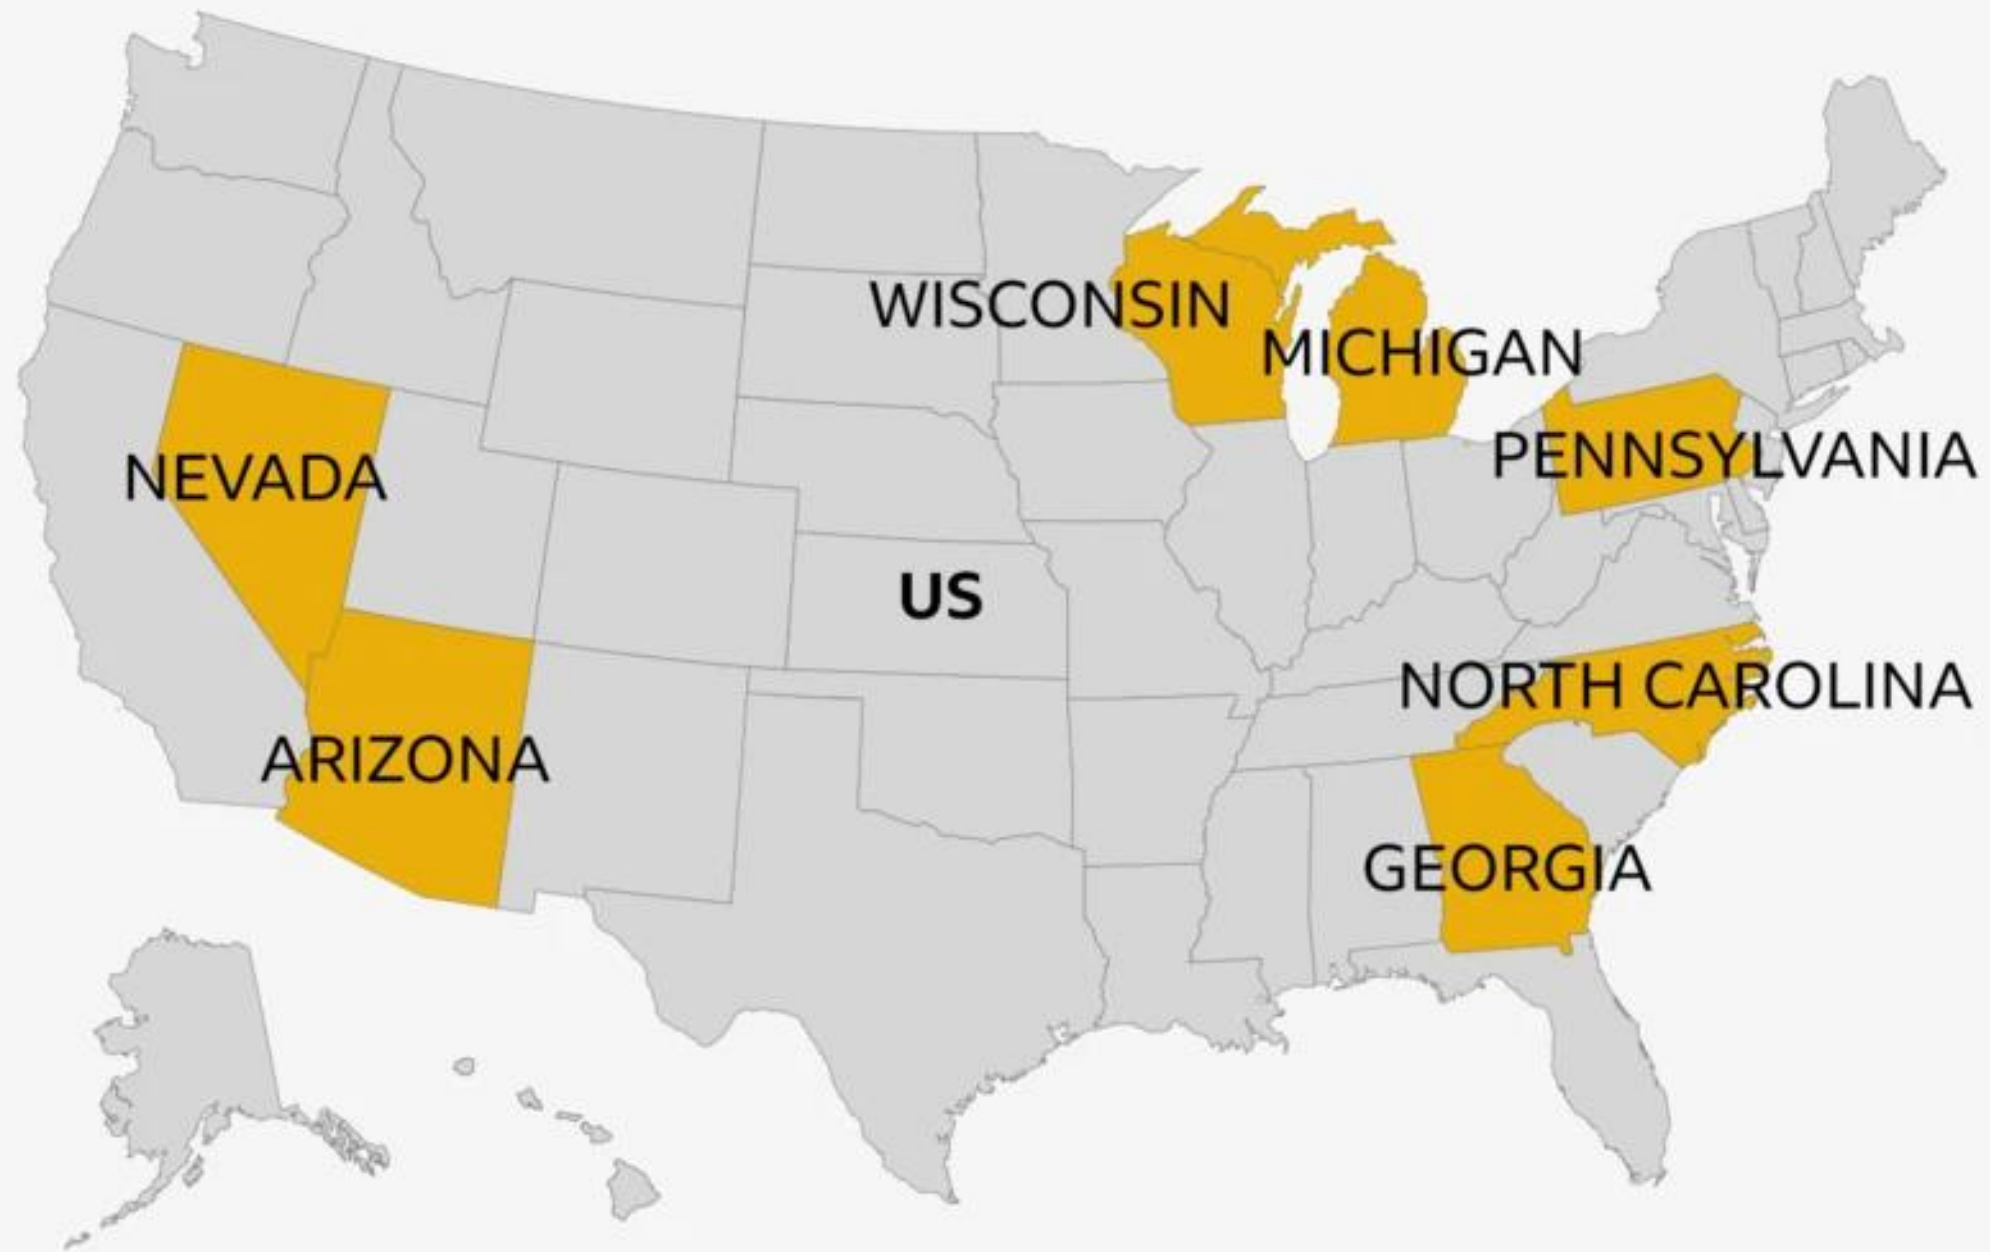 WISCONSIN
MICHIGAN
NEVADA
PENNSYLVANIA
US
NORTH CAROLINA
ARIZONA
GEORGIA